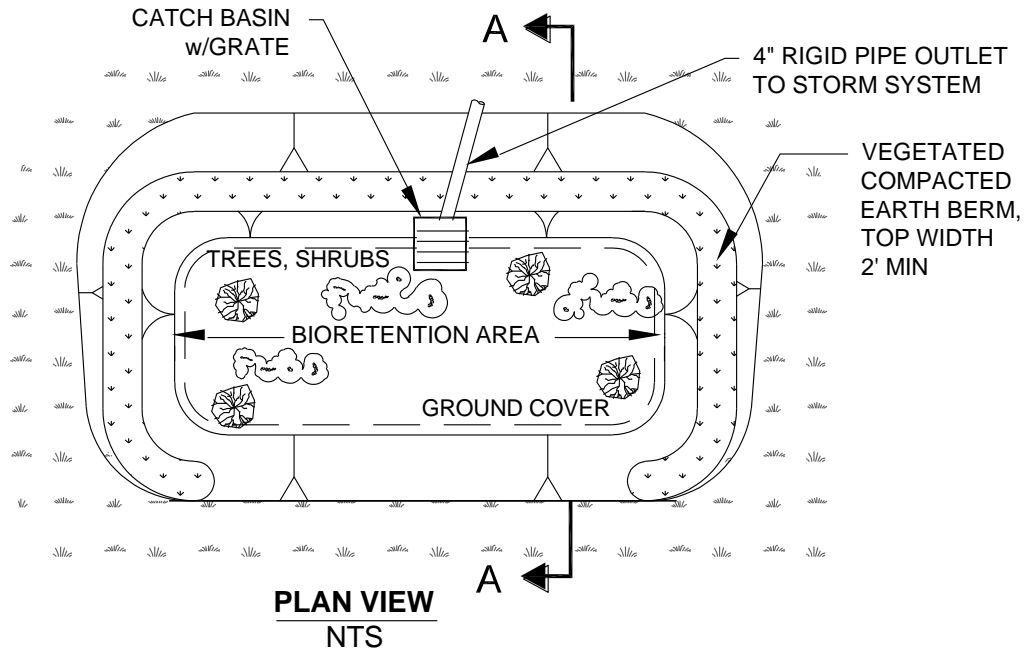 CATCH BASIN
w/GRATE
A
4" RIGID PIPE OUTLET
TO STORM SYSTEM
VEGETATED
COMPACTED
EARTH BERM,
TOP WIDTH
2' MIN
TREES, SHRUBS
BIORETENTION AREA
GROUND COVER
A
PLAN VIEW
NTS